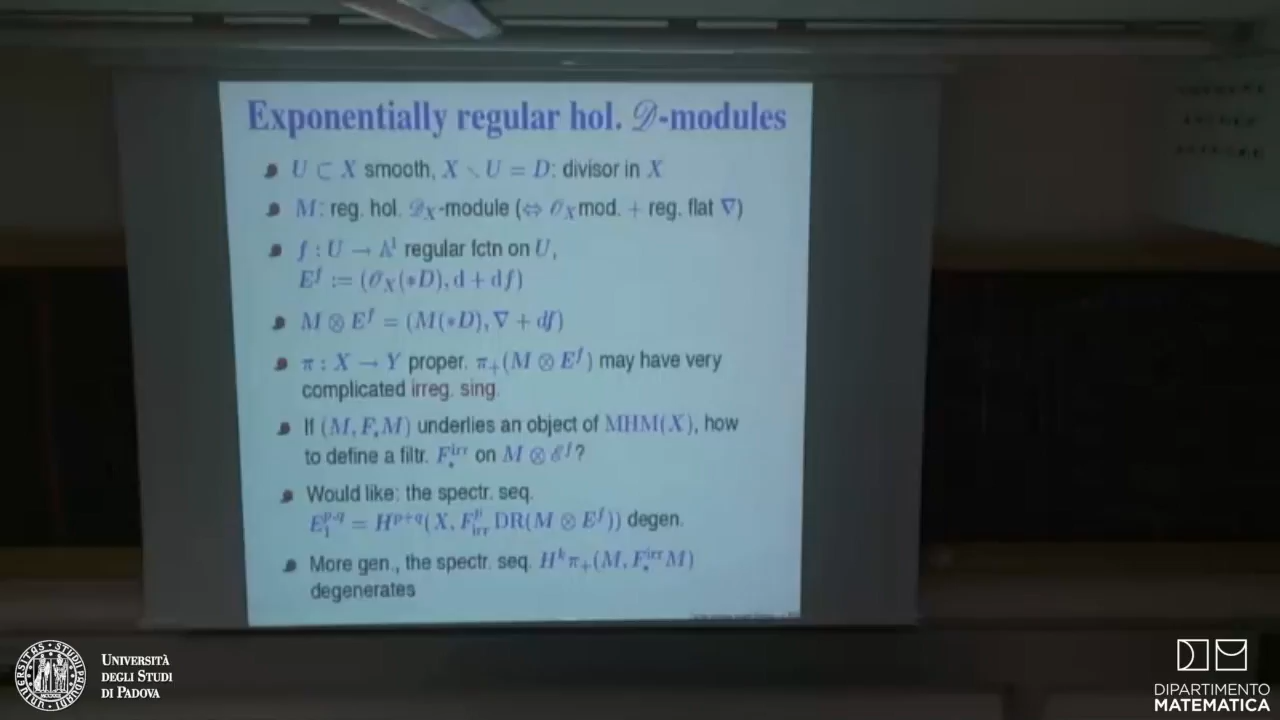 Exponentially regular hol. 𝒟-modules
U ⊂ X smooth, X ∖ U = D: divisor in X
M: reg. hol. 𝒟_X-module (⇔ 𝒪_X mod. + reg. flat ∇)
f : U → 𝔸¹ regular fctn on U,
E^f := (𝒪_X(*D), d + df)
M ⊗ E^f = (M(*D), ∇ + df)
π : X → Y proper. π_+(M ⊗ E^f) may have very
complicated irreg. sing.
If (M, F_•M) underlies an object of MHM(X), how
to define a filtr. F_•^irr on M ⊗ ℰ^f?
Would like: the spectr. seq.
E_1^{p,q} = H^{p+q}(X, F^p_irr DR(M ⊗ E^f)) degen.
More gen., the spectr. seq. H^k π_+(M, F_•^irr M)
degenerates
UNIVERSITÀ
DEGLI STUDI
DI PADOVA
DIPARTIMENTO
MATEMATICA